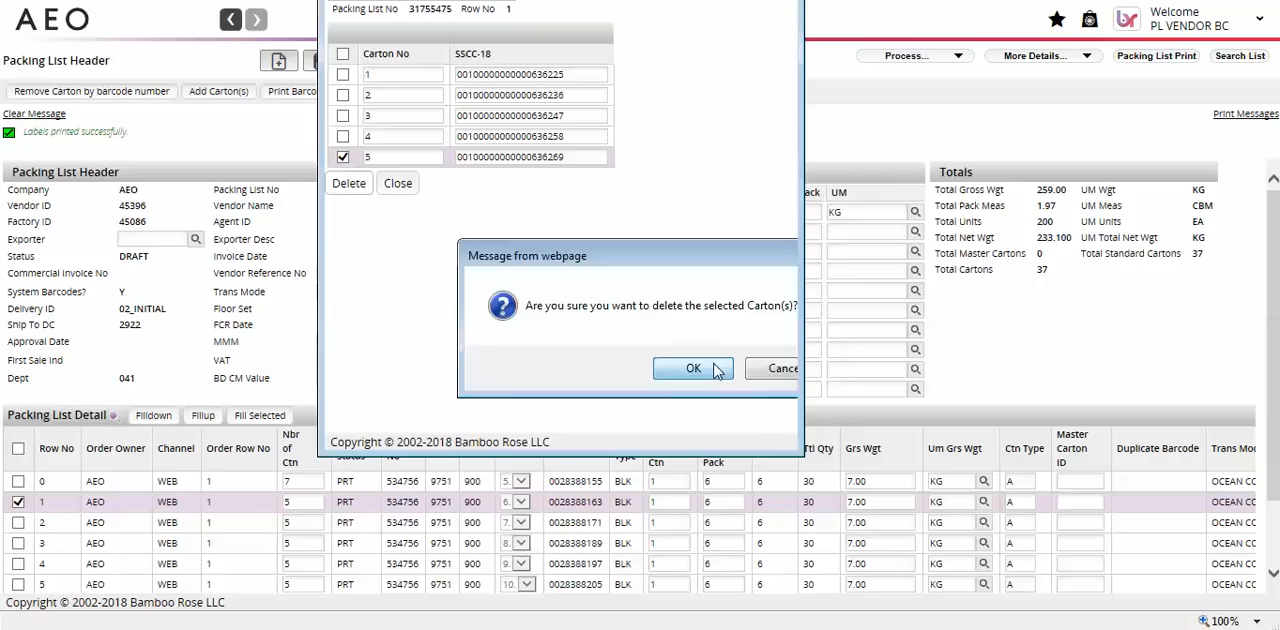 AEO
Welcome
PL VENDOR BC
Packing List Header
Process...
More Details...
Packing List Print
Search List
Remove Carton by barcode number
Add Carton(s)
Print Barco
Clear Message
Print Messages
Labels printed successfully.
Packing List No 31755475 Row No 1
Carton No SSCC-18
1 00100000000000636225
2 00100000000000636236
3 00100000000000636247
4 00100000000000636258
5 00100000000000636269
Delete Close
Message from webpage
Are you sure you want to delete the selected Carton(s)?
OK
Cance
Copyright © 2002-2018 Bamboo Rose LLC
Packing List Header
Company AEO Packing List No
Vendor ID 45396 Vendor Name
Factory ID 45086 Agent ID
Exporter Exporter Desc
Status DRAFT Invoice Date
Commercial Invoice No Vendor Reference No
System Barcodes? Y Trans Mode
Delivery ID 02_INITIAL Floor Set
Ship To DC 2922 FCR Date
Approval Date MMM
First Sale Ind VAT
Dept 041 BD CM Value
ack UM
KG
Totals
Total Gross Wgt 259.00 UM Wgt KG
Total Pack Meas 1.97 UM Meas CBM
Total Units 200 UM Units EA
Total Net Wgt 233.100 UM Total Net Wgt KG
Total Master Cartons 0 Total Standard Cartons 37
Total Cartons 37
Packing List Detail Filldown Fillup Fill Selected
Row No Order Owner Channel Order Row No Nbr of Ctn Status No Type Ctn Pack Ttl Qty Grs Wgt Um Grs Wgt Ctn Type Master Carton ID Duplicate Barcode Trans Mod
0 AEO WEB 1 7 PRT 534756 9751 900 5. 0028388155 BLK 1 6 6 30 7.00 KG A OCEAN CC
1 AEO WEB 1 5 PRT 534756 9751 900 6. 0028388163 BLK 1 6 6 30 7.00 KG A OCEAN CC
2 AEO WEB 1 5 PRT 534756 9751 900 7. 0028388171 BLK 1 6 6 30 7.00 KG A OCEAN CC
3 AEO WEB 1 5 PRT 534756 9751 900 8. 0028388189 BLK 1 6 6 30 7.00 KG A OCEAN CC
4 AEO WEB 1 5 PRT 534756 9751 900 9. 0028388197 BLK 1 6 6 30 7.00 KG A OCEAN CC
5 AEO WEB 1 5 PRT 534756 9751 900 10. 0028388205 BLK 1 6 6 30 7.00 KG A OCEAN CC
Copyright © 2002-2018 Bamboo Rose LLC
100%